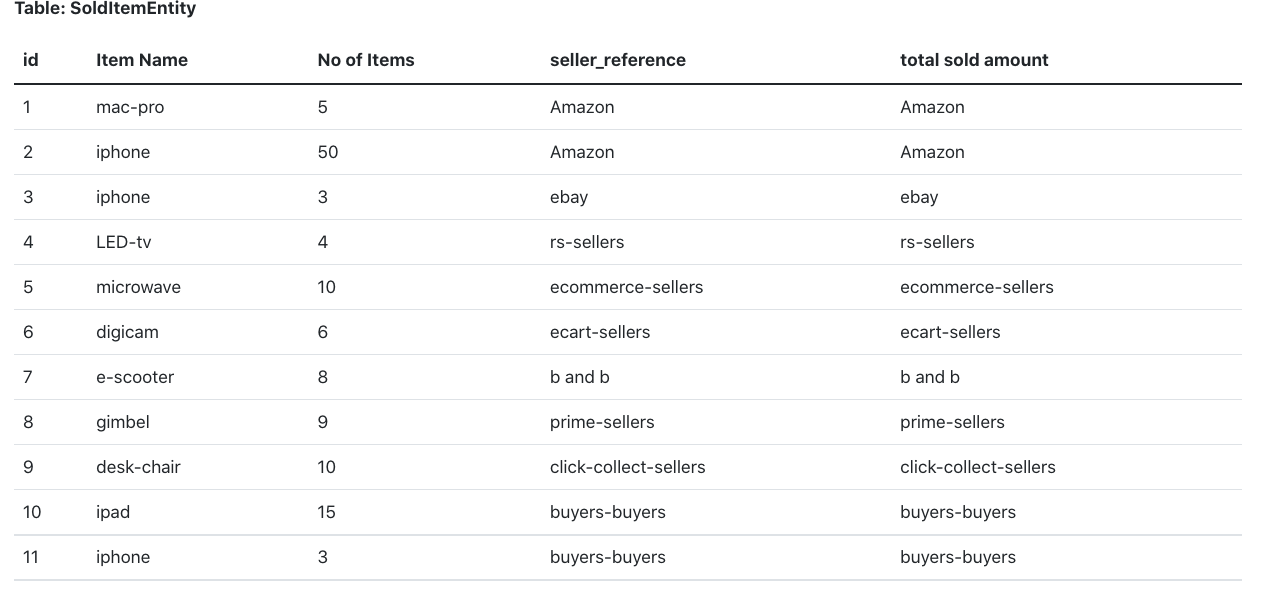 Table: SoldItemEntity
id Item Name No of Items seller_reference total sold amount
1 mac-pro 5 Amazon Amazon
2 iphone 50 Amazon Amazon
3 iphone 3 ebay ebay
4 LED-tv 4 rs-sellers rs-sellers
5 microwave 10 ecommerce-sellers ecommerce-sellers
6 digicam 6 ecart-sellers ecart-sellers
7 e-scooter 8 b and b b and b
8 gimbel 9 prime-sellers prime-sellers
9 desk-chair 10 click-collect-sellers click-collect-sellers
10 ipad 15 buyers-buyers buyers-buyers
11 iphone 3 buyers-buyers buyers-buyers